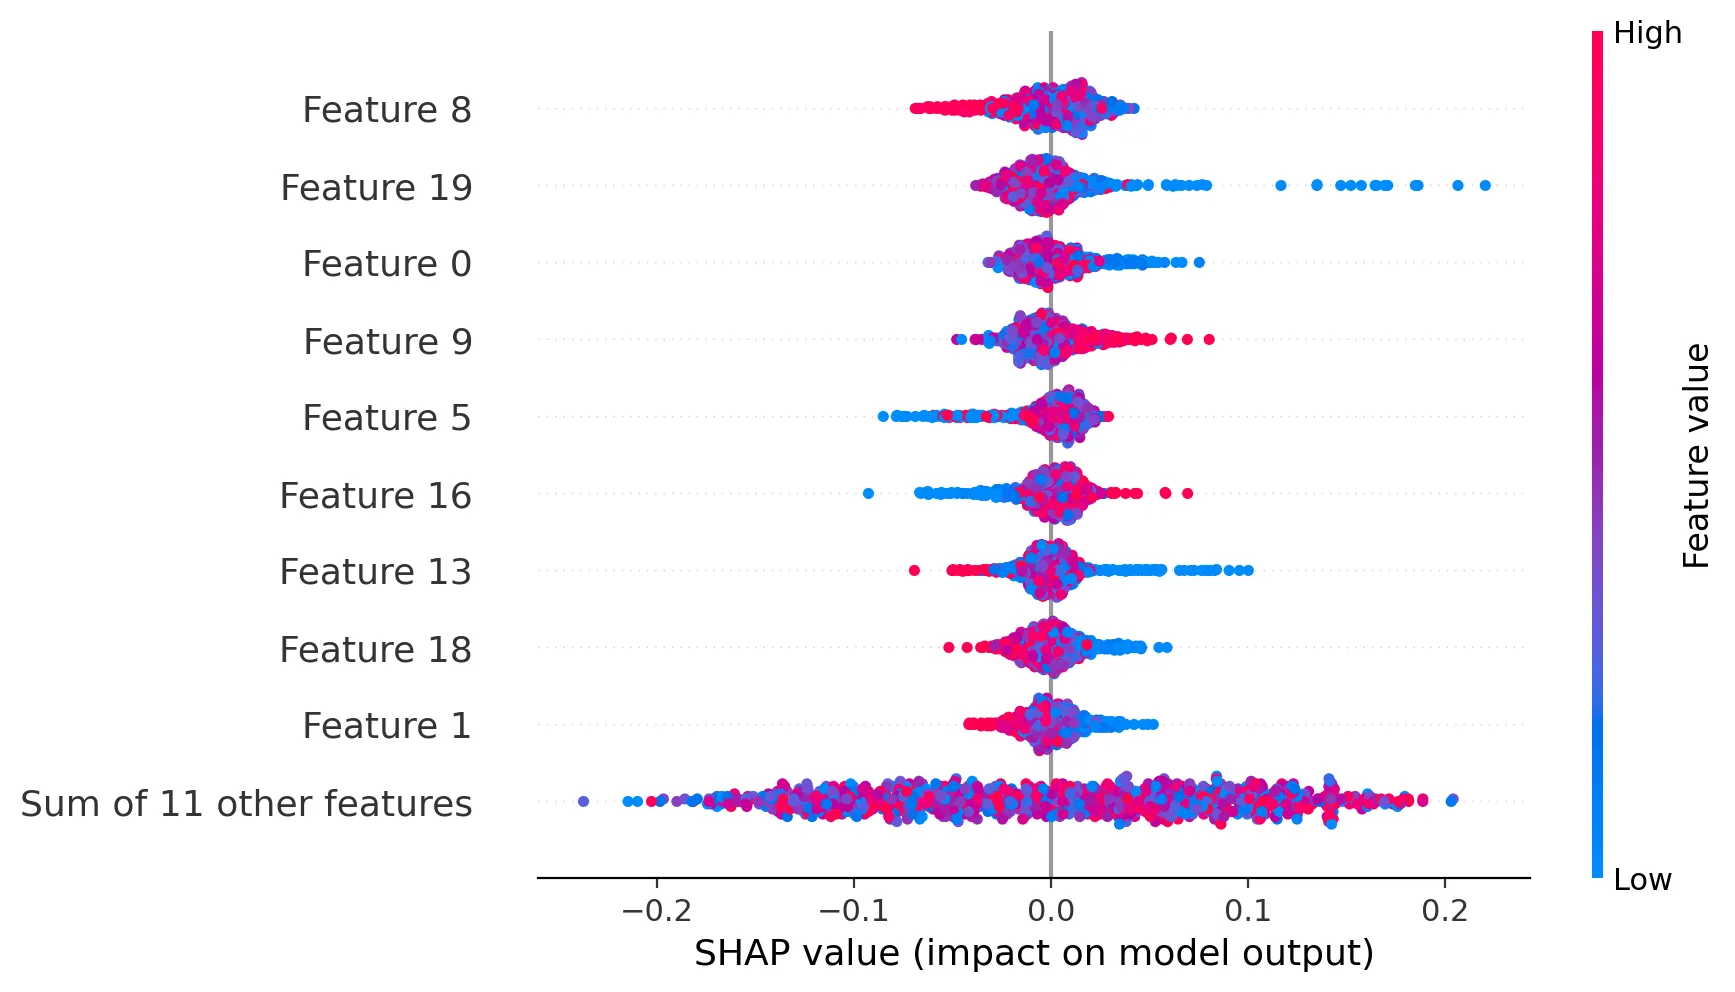 High
Feature 8
Feature 19
Feature 0
Feature 9
Feature 5
Feature 16
Feature 13
Feature 18
Feature 1
Sum of 11 other features
Feature value
Low
−0.2 −0.1 0.0 0.1 0.2
SHAP value (impact on model output)